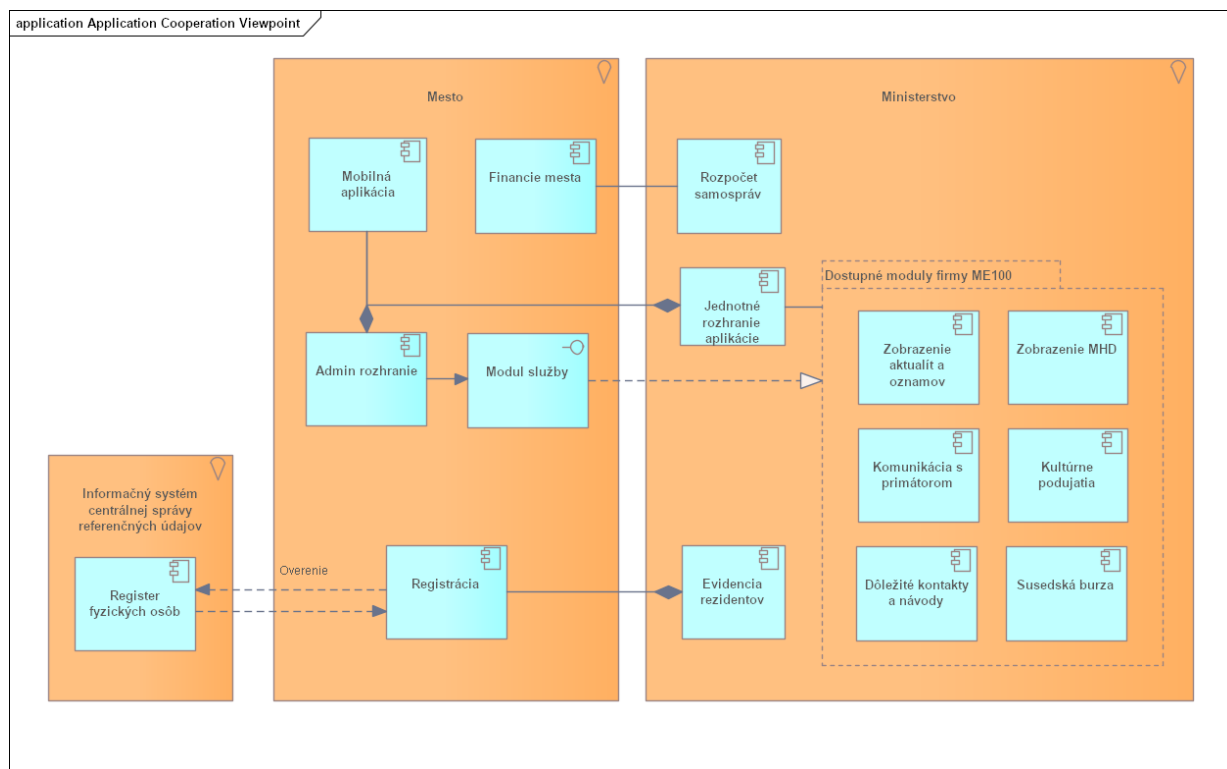 application Application Cooperation Viewpoint
Mesto
Ministerstvo
Mobilná
aplikácia
Financie mesta
Rozpočet
samospráv
Dostupné moduly firmy ME100
Jednotné
rozhranie
aplikácie
Admin rozhranie
Modul služby
Zobrazenie
aktualít a
oznamov
Zobrazenie MHD
Komunikácia s
primátorom
Kultúrne
podujatia
Informačný systém
centrálnej správy
referenčných údajov
Register
fyzických osôb
Overenie
Registrácia
Evidencia
rezidentov
Dôležité kontakty
a návody
Susedská burza